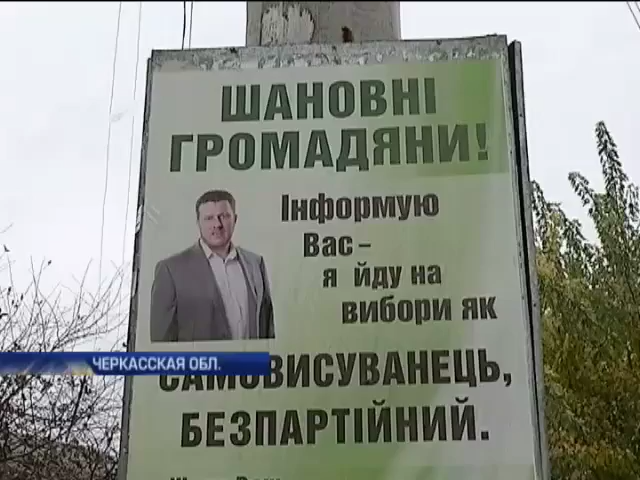 ШАНОВНІ
ГРОМАДЯНИ!
Інформую
Вас –
я йду на
вибори як
ЧЕРКАССКАЯ ОБЛ.
САМОВИСУВАНЕЦЬ,
БЕЗПАРТІЙНИЙ.